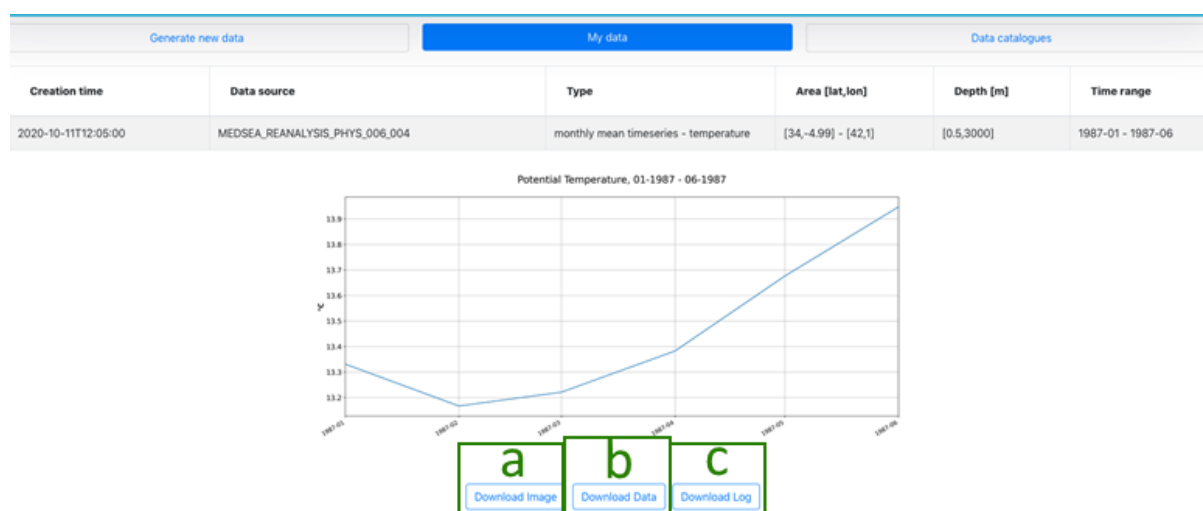 Generate new data
My data
Data catalogues
Creation time
Data source
Type
Area [lat,lon]
Depth [m]
Time range
2020-10-11T12:05:00
MEDSEA_REANALYSIS_PHYS_006_004
monthly mean timeseries - temperature
[34,-4.99] - [42,1]
[0.5,3000]
1987-01 - 1987-06
Potential Temperature, 01-1987 - 06-1987
13.9
13.8
13.7
13.6
13.5
13.4
13.3
13.2
°C
1987-01
1987-02
1987-03
1987-04
1987-05
1987-06
a
b
c
Download Image
Download Data
Download Log